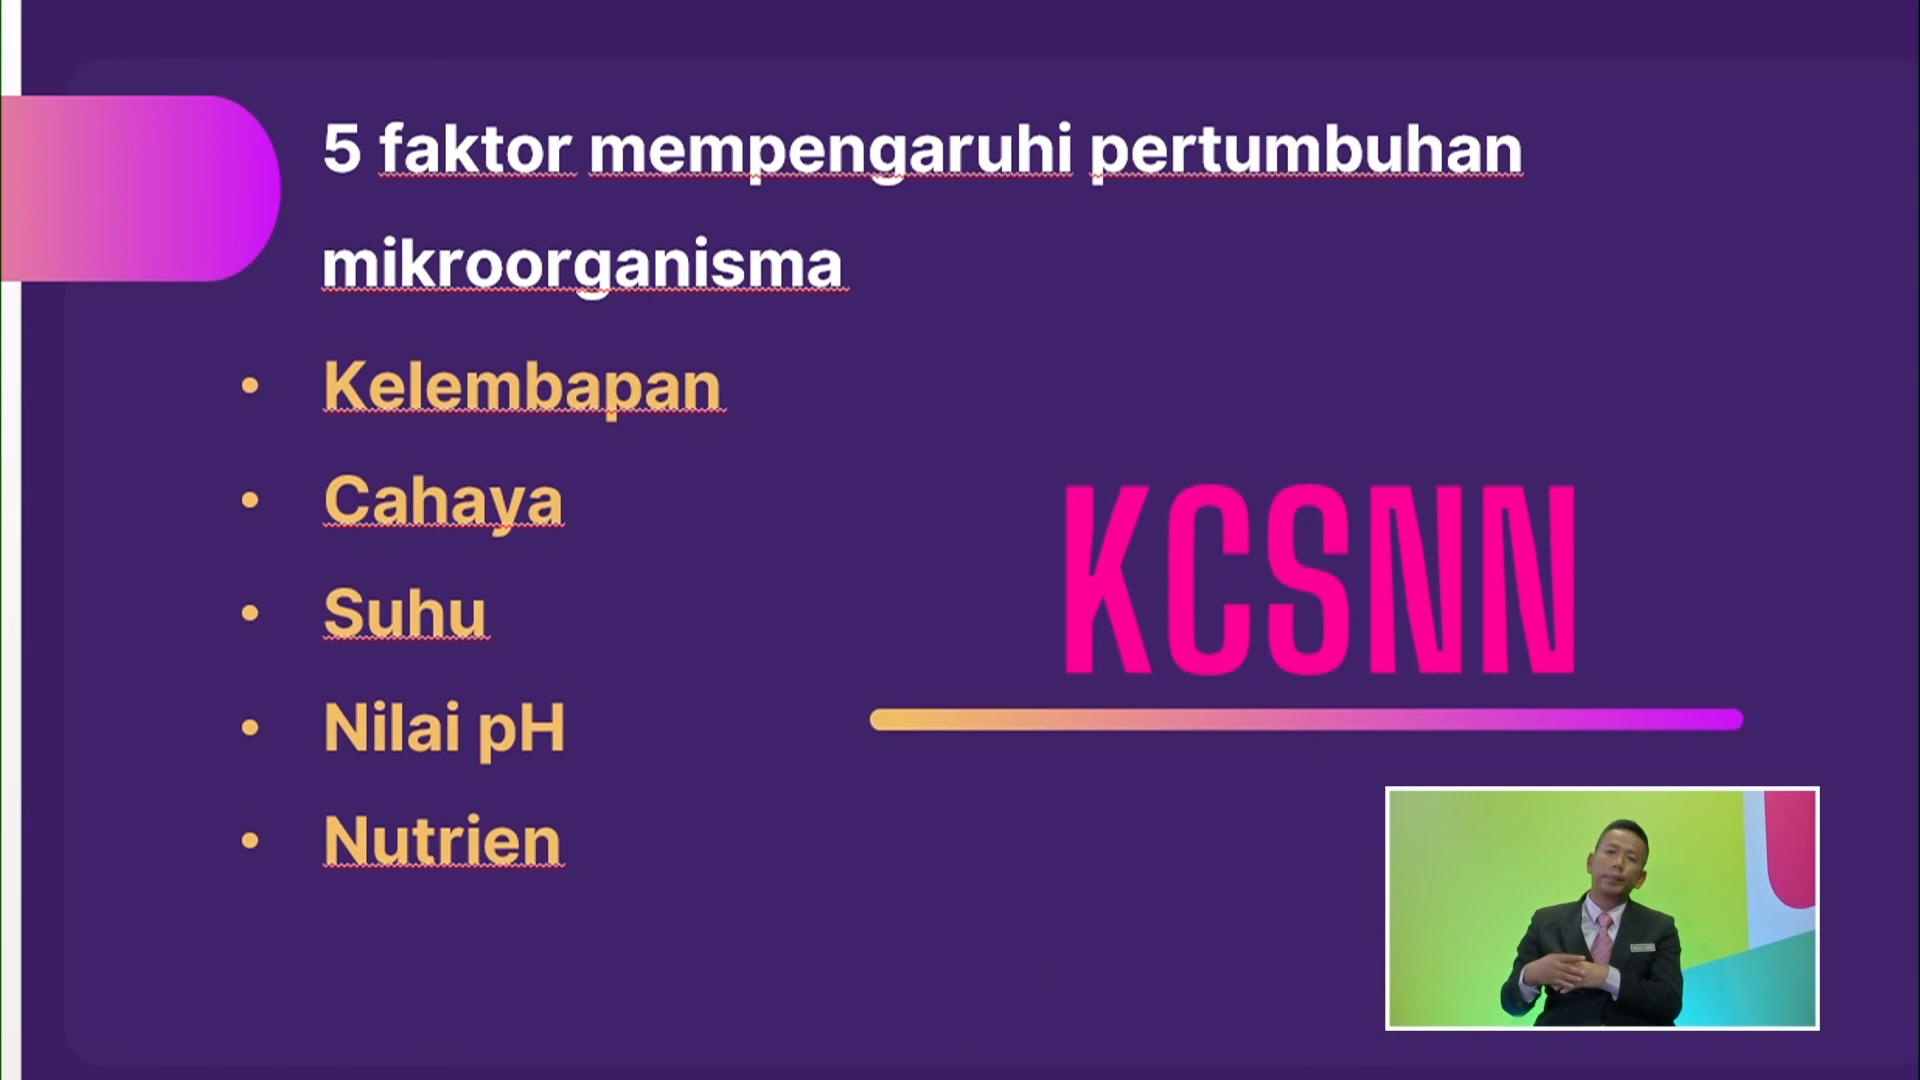 5 faktor mempengaruhi pertumbuhan
mikroorganisma
• Kelembapan
• Cahaya
• Suhu
• Nilai pH
• Nutrien
KCSNN